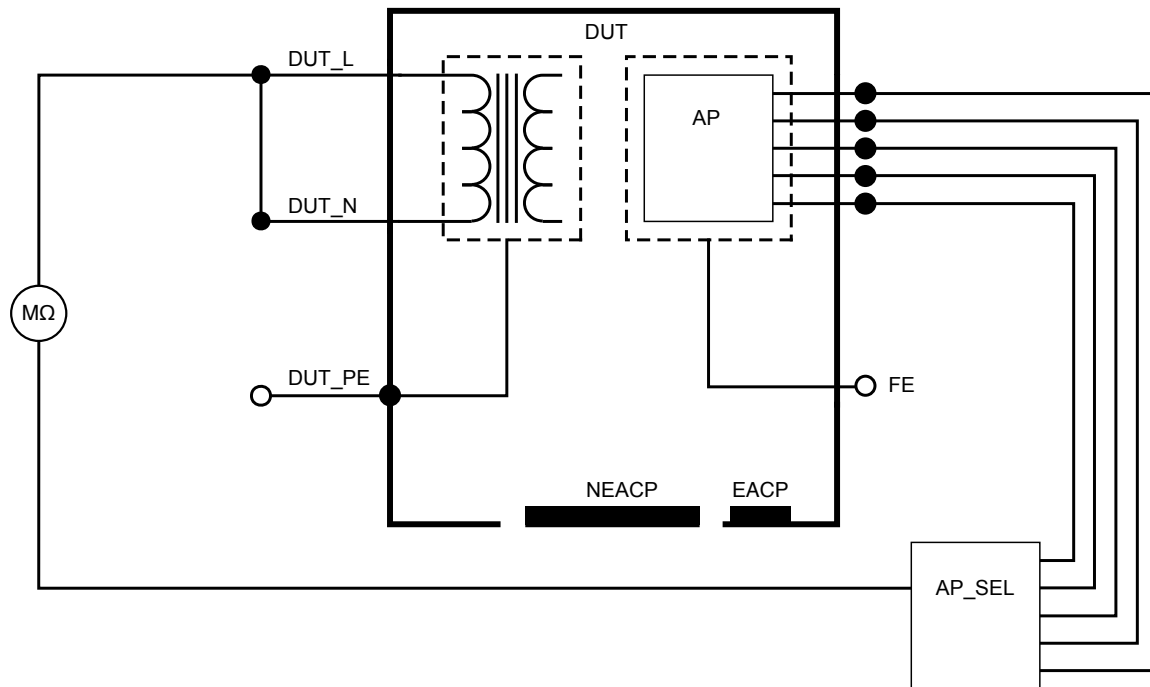 DUT
DUT_L
AP
DUT_N
MΩ
DUT_PE
FE
NEACP
EACP
AP_SEL